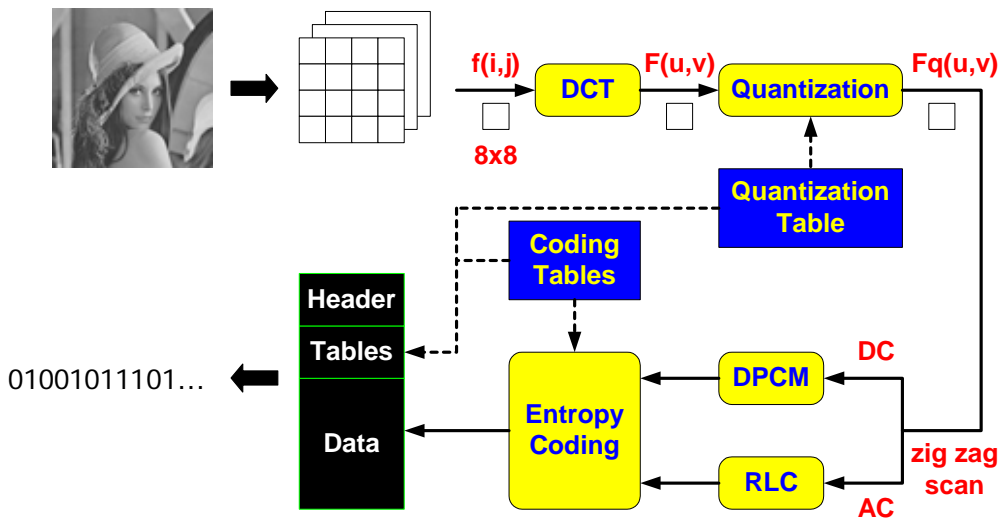 f(i,j)
DCT
F(u,v)
Quantization
Fq(u,v)
8x8
Quantization
Table
Coding
Tables
Header
Tables
Data
01001011101...
Entropy
Coding
DPCM
DC
RLC
AC
zig zag
scan